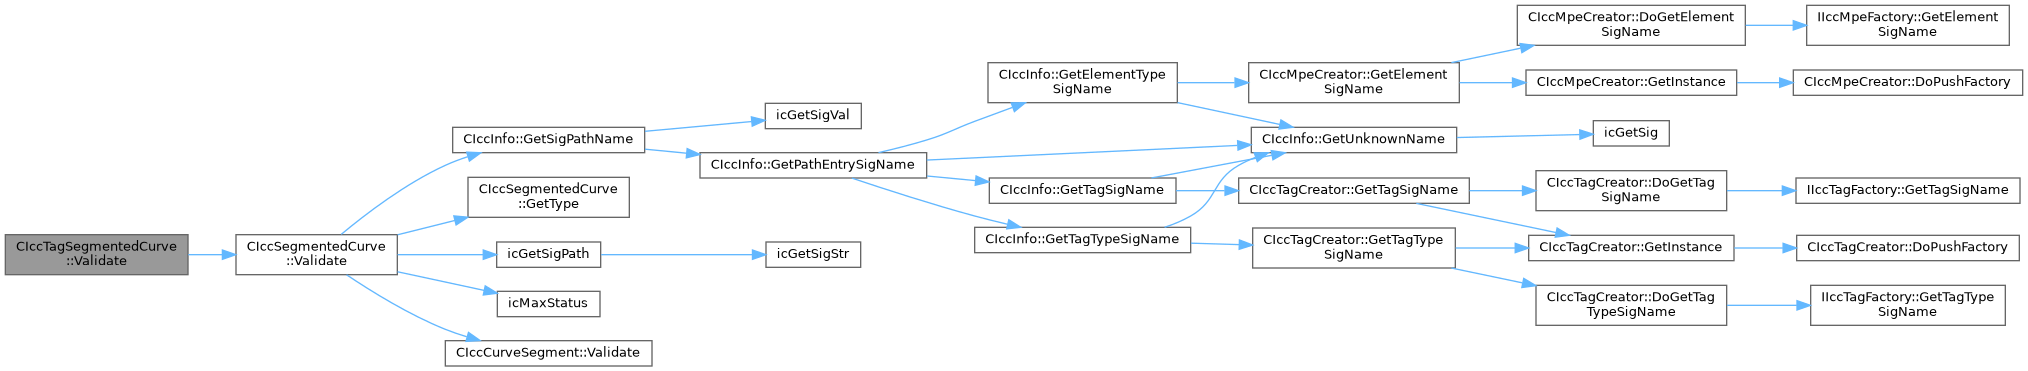 CIccTagSegmentedCurve
::Validate
CIccSegmentedCurve
::Validate
CIccInfo::GetSigPathName
CIccSegmentedCurve
::GetType
icGetSigPath
icMaxStatus
CIccCurveSegment::Validate
icGetSigVal
CIccInfo::GetPathEntrySigName
icGetSigStr
CIccInfo::GetElementType
SigName
CIccInfo::GetTagSigName
CIccInfo::GetTagTypeSigName
CIccMpeCreator::GetElement
SigName
CIccInfo::GetUnknownName
CIccTagCreator::GetTagSigName
CIccTagCreator::GetTagType
SigName
CIccMpeCreator::DoGetElement
SigName
CIccMpeCreator::GetInstance
icGetSig
CIccTagCreator::DoGetTag
SigName
CIccTagCreator::GetInstance
CIccTagCreator::DoGetTag
TypeSigName
IIccMpeFactory::GetElement
SigName
CIccMpeCreator::DoPushFactory
IIccTagFactory::GetTagSigName
CIccTagCreator::DoPushFactory
IIccTagFactory::GetTagType
SigName